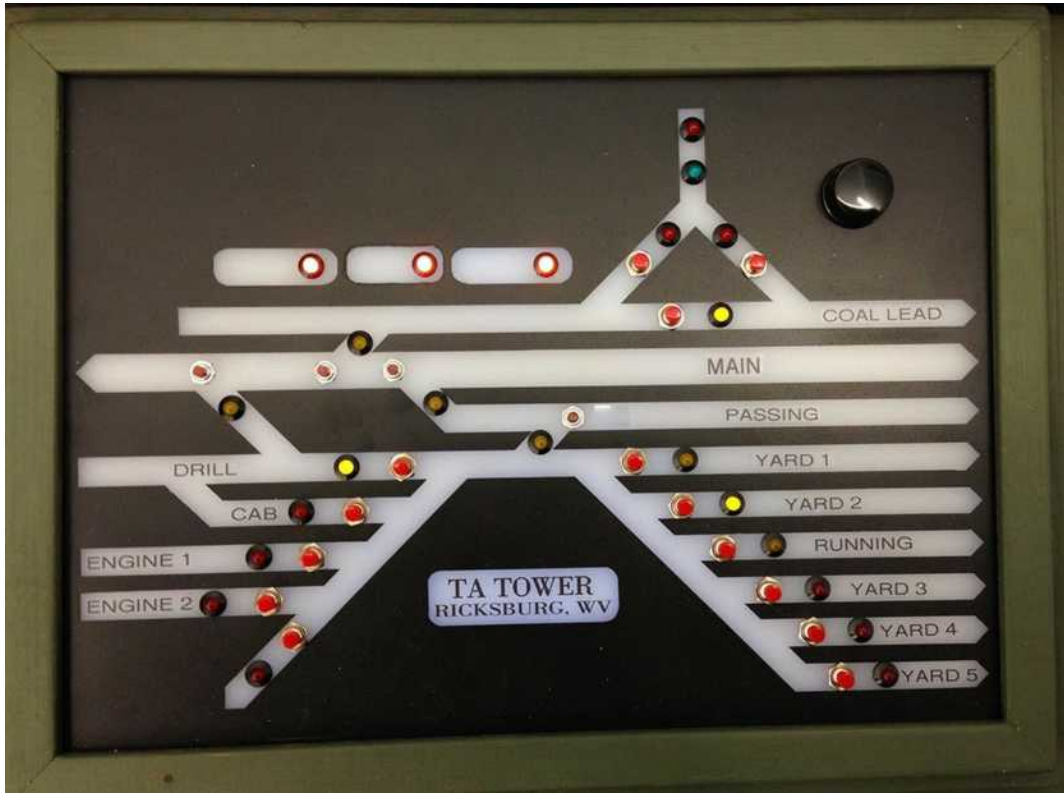 COAL LEAD
MAIN
PASSING
DRILL
YARD 1
CAB
YARD 2
ENGINE 1
RUNNING
ENGINE 2
YARD 3
TA TOWER
RICKSBURG, WV
YARD 4
YARD 5